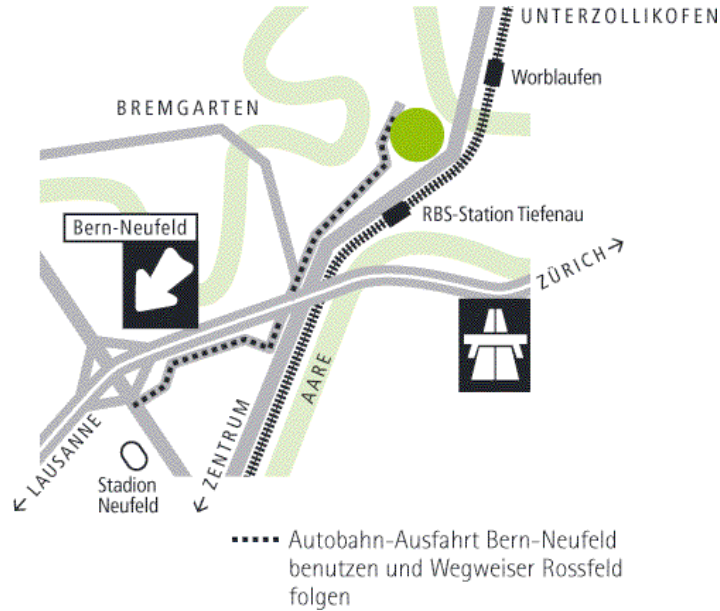 UNTERZOLLIKOFEN
Worblaufen
BREMGARTEN
RBS-Station Tiefenau
Bern-Neufeld
ZÜRICH
AARE
LAUSANNE
ZENTRUM
Stadion
Neufeld
Autobahn-Ausfahrt Bern-Neufeld
benutzen und Wegweiser Rossfeld
folgen